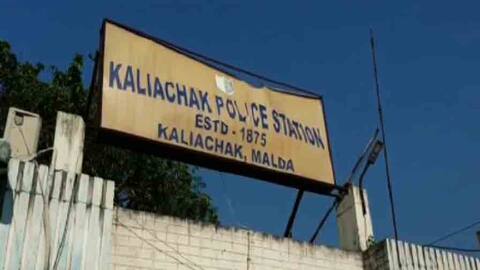 KALIACHAK POLICE STATION
ESTD - 1875
KALIACHAK, MALDA